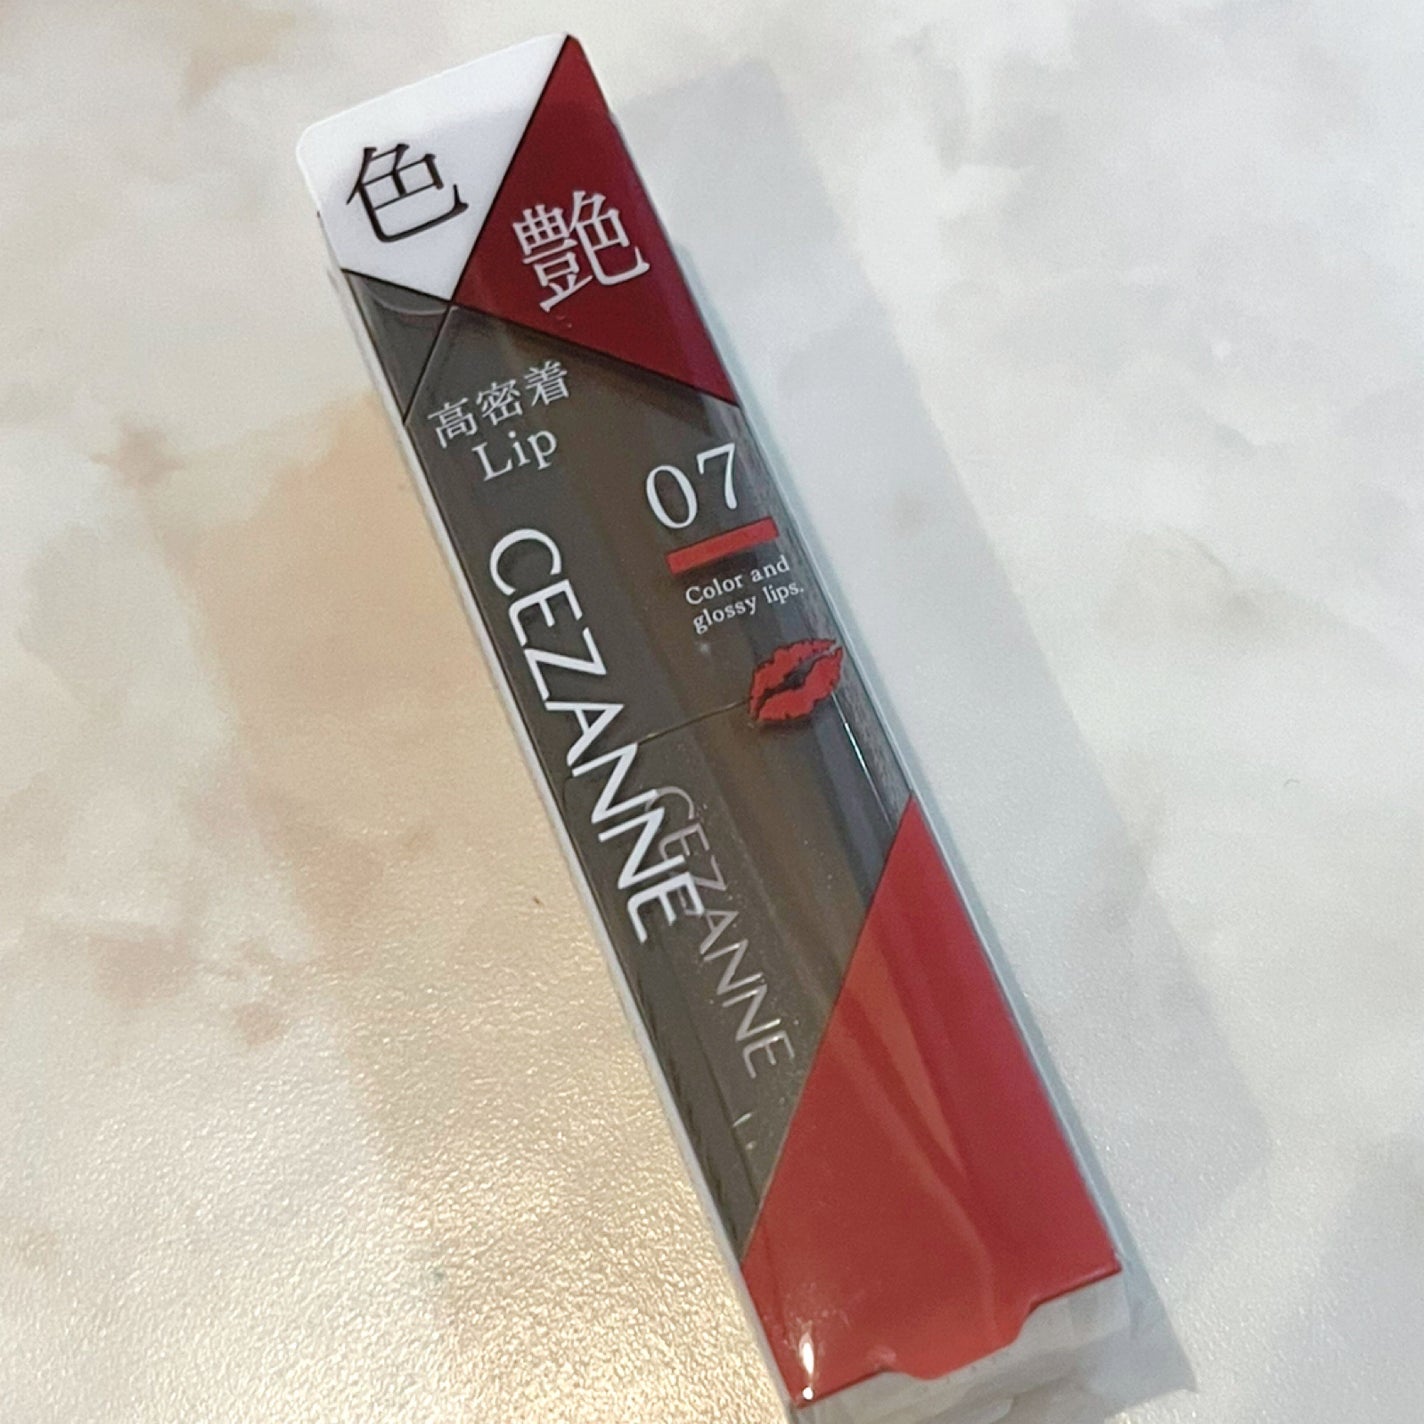 色
艶
高密着
Lip
07
Color and
glossy lips.
CEZANNE
CEZANNE